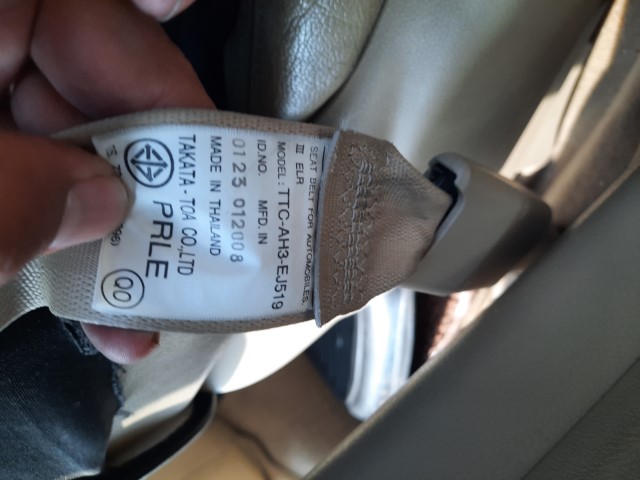 SEAT BELT FOR AUTOMOBILES.
III ELR
MODEL: TTC-AH3-EJ519
ID.NO. MFD. IN
0123 012008
MADE IN THAILAND
TAKATA-TOA CO.,LTD
PRLE
QO